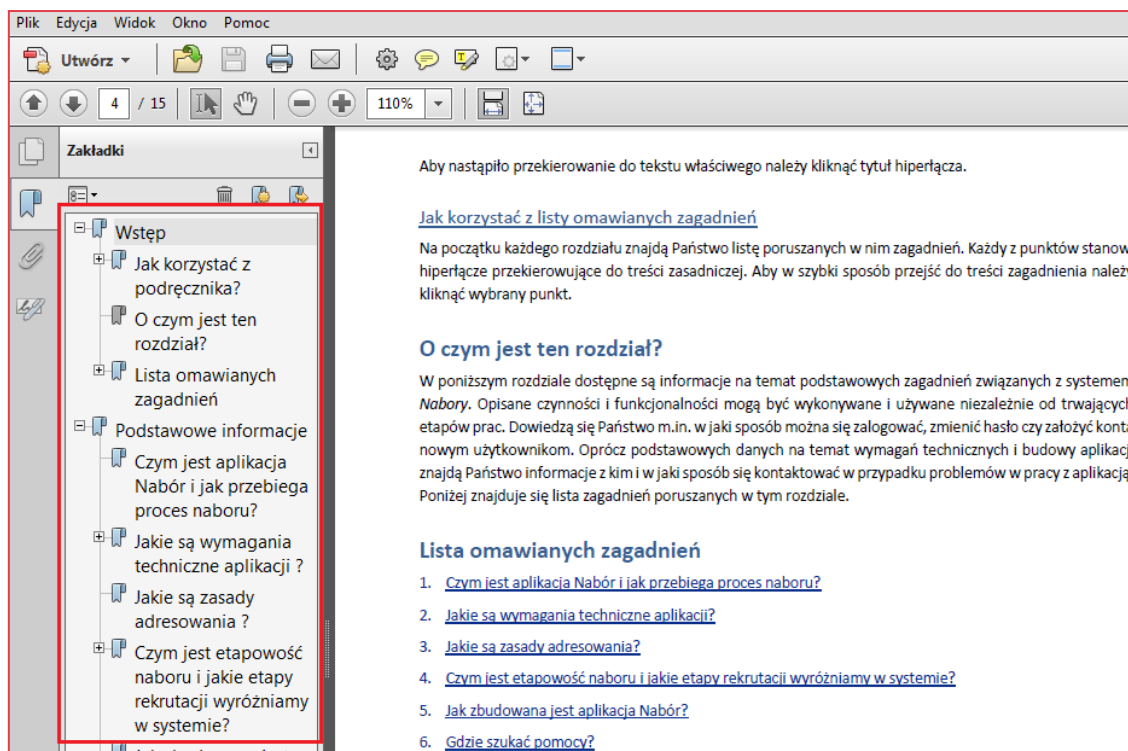 Plik Edycja Widok Okno Pomoc
Utwórz
4 / 15
110%
Zakładki
Wstęp
Jak korzystać z
podręcznika?
O czym jest ten
rozdział?
Lista omawianych
zagadnień
Podstawowe informacje
Czym jest aplikacja
Nabór i jak przebiega
proces naboru?
Jakie są wymagania
techniczne aplikacji ?
Jakie są zasady
adresowania ?
Czym jest etapowość
naboru i jakie etapy
rekrutacji wyróżniamy
w systemie?
Aby nastąpiło przekierowanie do tekstu właściwego należy kliknąć tytuł hiperłącza.
Jak korzystać z listy omawianych zagadnień
Na początku każdego rozdziału znajdą Państwo listę poruszanych w nim zagadnień. Każdy z punktów stanow
hiperłącze przekierowujące do treści zasadniczej. Aby w szybki sposób przejść do treści zagadnienia należy
kliknąć wybrany punkt.
O czym jest ten rozdział?
W poniższym rozdziale dostępne są informacje na temat podstawowych zagadnień związanych z systemem
Nabory. Opisane czynności i funkcjonalności mogą być wykonywane i używane niezależnie od trwających
etapów prac. Dowiedzą się Państwo m.in. w jaki sposób można się zalogować, zmienić hasło czy założyć konta
nowym użytkownikom. Oprócz podstawowych danych na temat wymagań technicznych i budowy aplikacj
znajdą Państwo informacje z kim i w jaki sposób się kontaktować w przypadku problemów w pracy z aplikacją
Poniżej znajduje się lista zagadnień poruszanych w tym rozdziale.
Lista omawianych zagadnień
1. Czym jest aplikacja Nabór i jak przebiega proces naboru?
2. Jakie są wymagania techniczne aplikacji?
3. Jakie są zasady adresowania?
4. Czym jest etapowość naboru i jakie etapy rekrutacji wyróżniamy w systemie?
5. Jak zbudowana jest aplikacja Nabór?
6. Gdzie szukać pomocy?